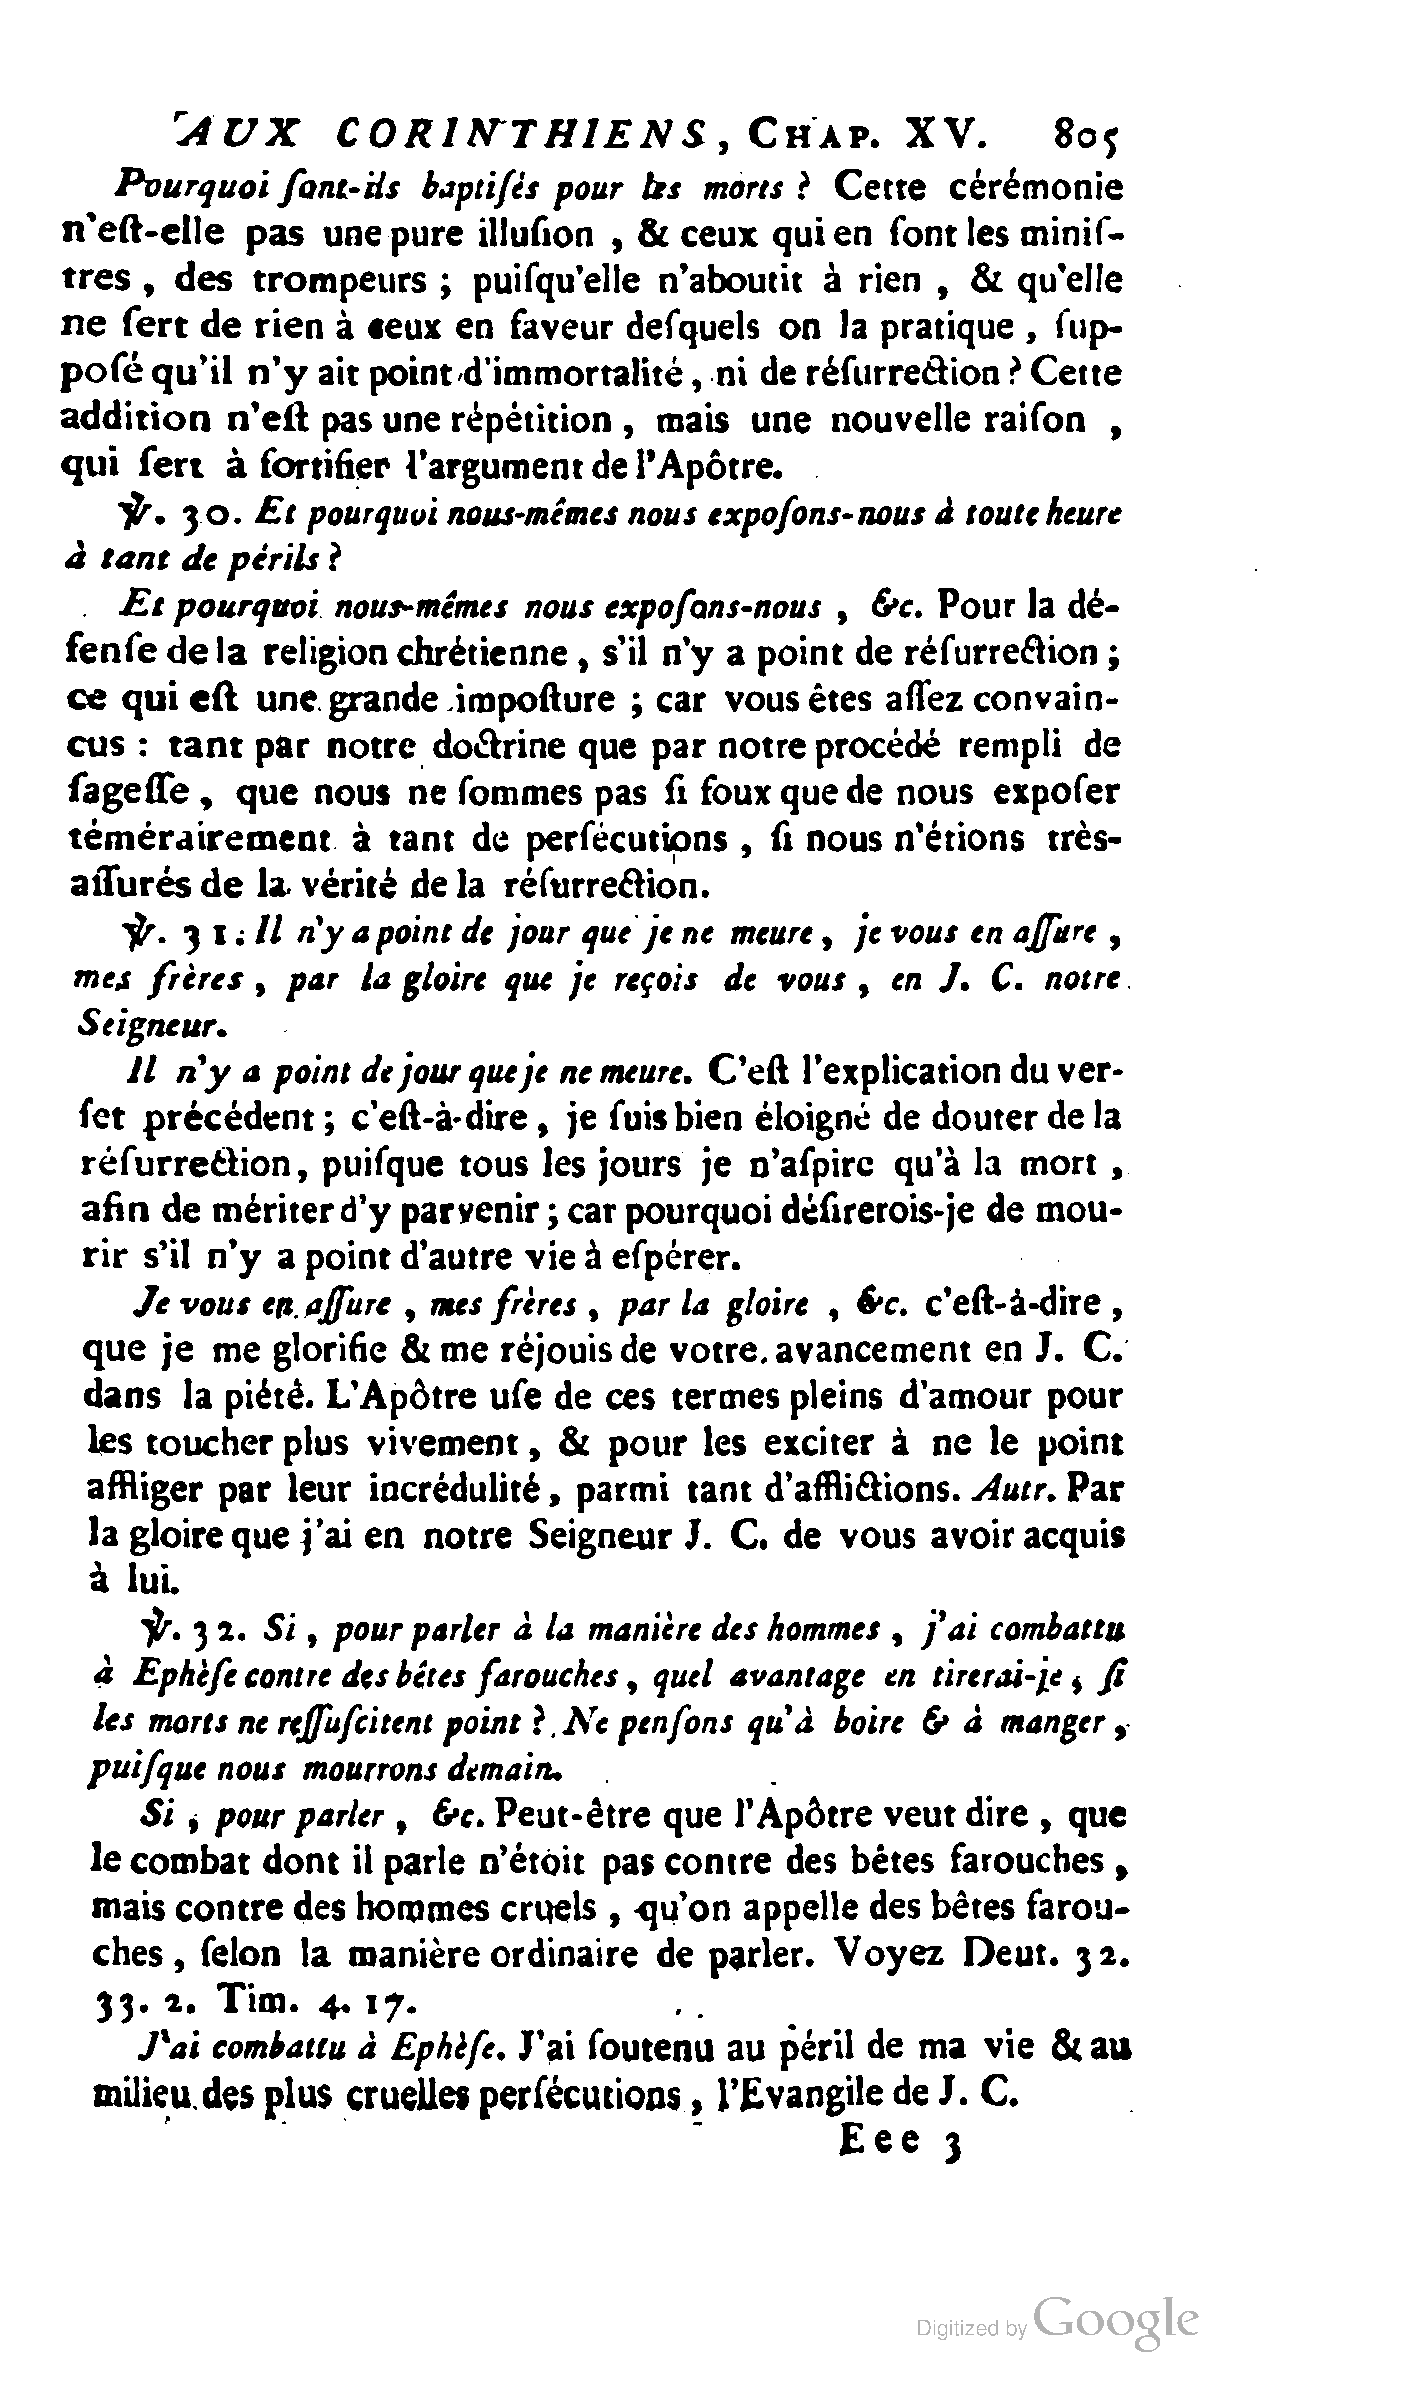 AUX CORINTHIENS, CHAP. XV. 805
Pourquoi ſont-ils baptiſés pour les morts ? Cette cérémonie
n'eſt-elle pas une pure illuſion , & ceux qui en ſont les miniſ-
tres , des trompeurs ; puiſqu'elle n'aboutit à rien , & qu'elle
ne ſert de rien à ceux en faveur deſquels on la pratique , ſup-
poſé qu'il n'y ait point d'immortalité , ni de réſurrection ? Cette
addition n'eſt pas une répétition , mais une nouvelle raiſon ,
qui ſert à fortifier l'argument de l'Apôtre.
℣. 30. Et pourquoi nous-mêmes nous expoſons-nous à toute heure
à tant de périls ?
Et pourquoi nous-mêmes nous expoſons-nous , &c. Pour la dé-
fenſe de la religion chrétienne , s'il n'y a point de réſurrection ;
ce qui eſt une grande impoſture ; car vous êtes aſſez convain-
cus : tant par notre doctrine que par notre procédé rempli de
ſageſſe , que nous ne ſommes pas ſi foux que de nous expoſer
témérairement à tant de perſécutions , ſi nous n'étions très-
aſſurés de la vérité de la réſurrection.
℣. 31. Il n'y a point de jour que je ne meure , je vous en aſſure ,
mes frères , par la gloire que je reçois de vous , en J. C. notre
Seigneur.
Il n'y a point de jour que je ne meure. C'eſt l'explication du ver-
ſet précédent ; c'eſt-à-dire , je ſuis bien éloigné de douter de la
réſurrection, puiſque tous les jours je n'aſpire qu'à la mort ,
afin de mériter d'y parvenir ; car pourquoi déſirerois-je de mou-
rir s'il n'y a point d'autre vie à eſpérer.
Je vous en aſſure , mes frères , par la gloire , &c. c'eſt-à-dire ,
que je me glorifie & me réjouis de votre avancement en J. C.
dans la piété. L'Apôtre uſe de ces termes pleins d'amour pour
les toucher plus vivement , & pour les exciter à ne le point
affliger par leur incrédulité , parmi tant d'afflictions. Autr. Par
la gloire que j'ai en notre Seigneur J. C. de vous avoir acquis
à lui.
℣. 32. Si , pour parler à la manière des hommes , j'ai combattu
à Ephèſe contre des bêtes farouches , quel avantage en tirerai-je , ſi
les morts ne reſſuſcitent point ? Ne penſons qu'à boire & à manger ,
puiſque nous mourrons demain.
Si , pour parler , &c. Peut-être que l'Apôtre veut dire , que
le combat dont il parle n'étoit pas contre des bêtes farouches ,
mais contre des hommes cruels , qu'on appelle des bêtes farou-
ches , ſelon la manière ordinaire de parler. Voyez Deut. 32.
33. 2. Tim. 4. 17.
J'ai combattu à Ephèſe. J'ai ſoutenu au péril de ma vie & au
milieu des plus cruelles perſécutions , l'Evangile de J. C.
Eee 3
Digitized by Google